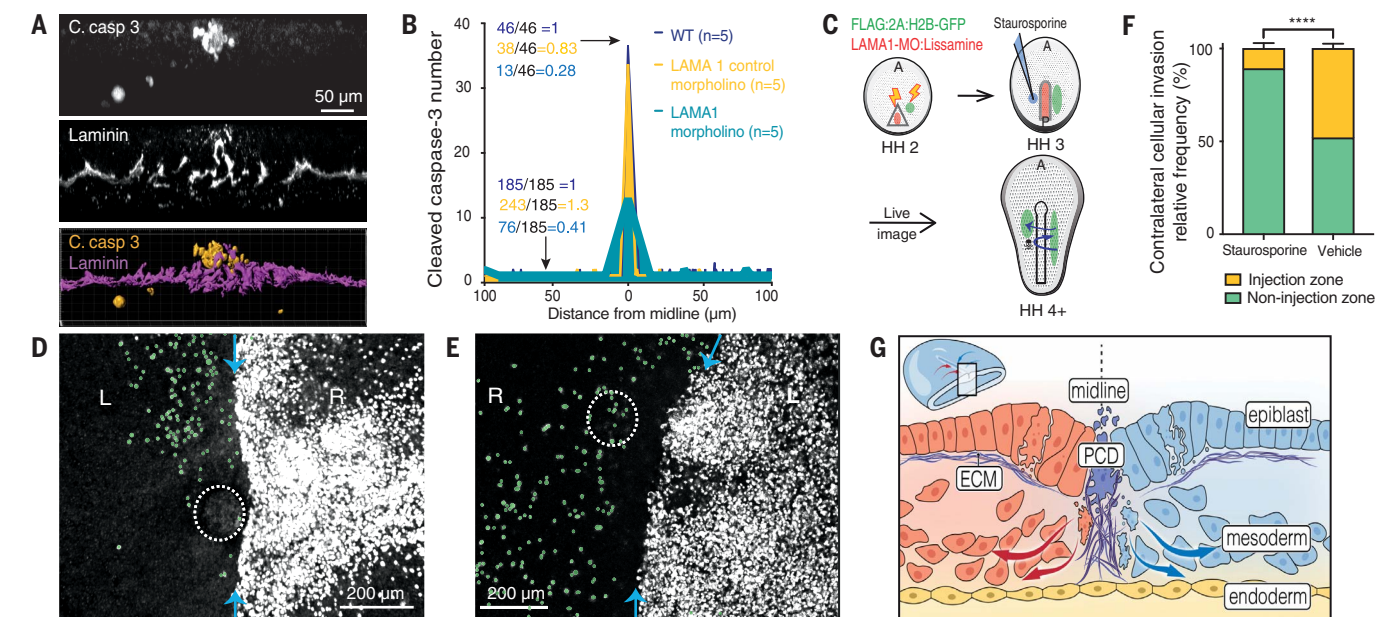 A
C. casp 3
50 µm
Laminin
C. casp 3
Laminin
B
Cleaved caspase-3 number
40
30
20
10
0
46/46 =1
38/46=0.83
13/46=0.28
185/185 =1
243/185=1.3
76/185=0.41
WT (n=5)
LAMA 1 control
morpholino (n=5)
LAMA1
morpholino (n=5)
100
50
0
50
100
Distance from midline (µm)
C
FLAG:2A:H2B-GFP
LAMA1-MO:Lissamine
Staurosporine
A
HH 2
A
P
HH 3
Live
image
A
HH 4+
F
****
Contralateral cellular invasion
relative frequency (%)
100
50
0
Staurosporine
Vehicle
Injection zone
Non-injection zone
D
L
R
200 µm
E
R
L
200 µm
G
midline
epiblast
PCD
ECM
mesoderm
endoderm